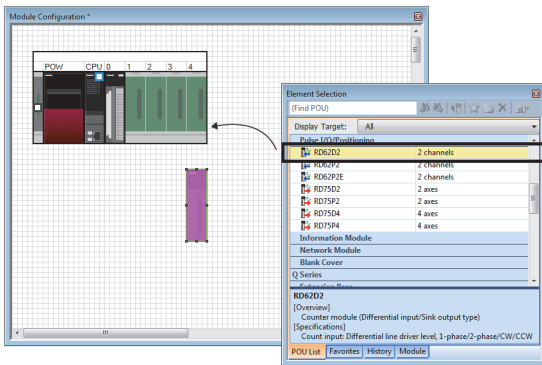 Module Configuration *
POW CPU 0 1 2 3 4
Element Selection
(Find POU)
Display Target: All
Pulse I/O/Positioning
RD62D2 2 channels
RD62P2 2 channels
RD62P2E 2 channels
RD75D2 2 axes
RD75P2 2 axes
RD75D4 4 axes
RD75P4 4 axes
Information Module
Network Module
Blank Cover
Q Series
Extension Base
RD62D2
[Overview]
Counter module (Differential input/Sink output type)
[Specifications]
Count input: Differential line driver level, 1-phase/2-phase/CW/CCW
POU List Favorites History Module